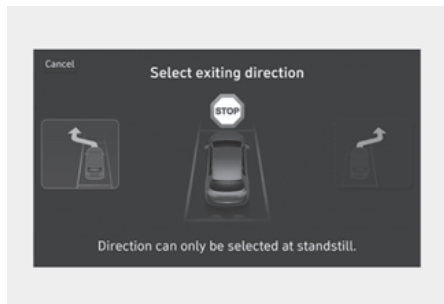 Cancel
Select exiting direction
STOP
Direction can only be selected at standstill.